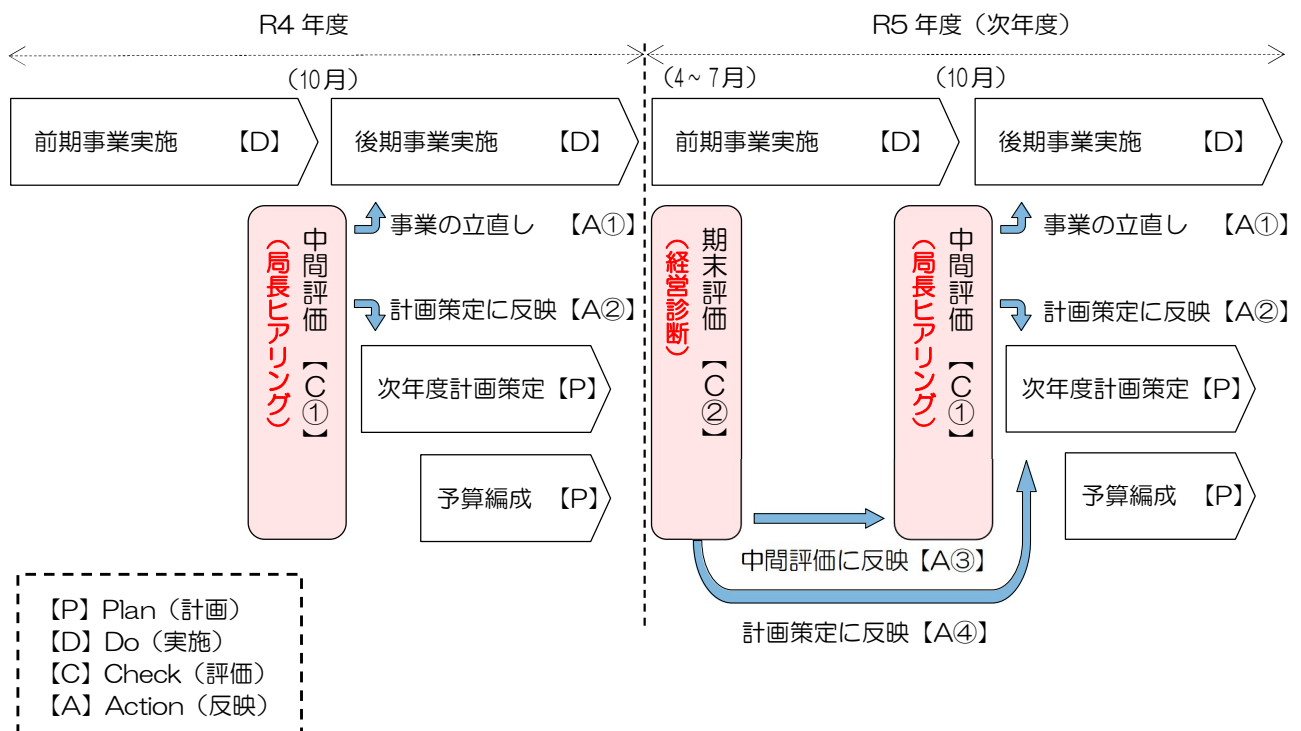 R4 年度
R5 年度（次年度）
（10月）
（4～7月）
（10月）
前期事業実施　【D】
後期事業実施　【D】
前期事業実施　【D】
後期事業実施　【D】
中間評価　【C①】
（局長ヒアリング）
事業の立直し　【A①】
計画策定に反映【A②】
次年度計画策定【P】
予算編成　【P】
期末評価　【C②】
（経営診断）
中間評価　【C①】
（局長ヒアリング）
事業の立直し　【A①】
計画策定に反映【A②】
次年度計画策定【P】
予算編成　【P】
中間評価に反映【A③】
計画策定に反映【A④】
【P】Plan（計画）
【D】Do（実施）
【C】Check（評価）
【A】Action（反映）